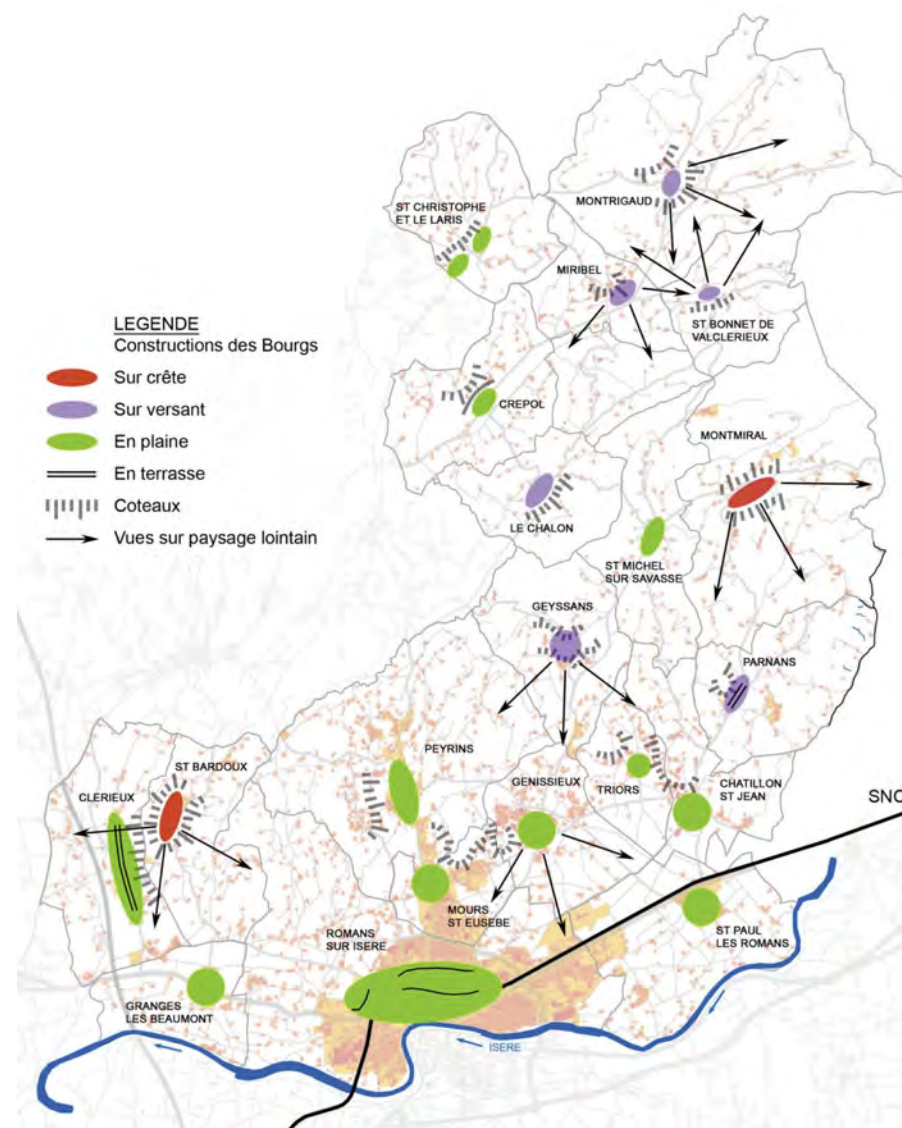 MONTRIGAUD
ST CHRISTOPHE
ET LE LARIS
MIRIBEL
ST BONNET DE
VALCLERIEUX
LEGENDE
Constructions des Bourgs
Sur crête
Sur versant
En plaine
En terrasse
Coteaux
Vues sur paysage lointain
CREPOL
MONTMIRAL
LE CHALON
ST MICHEL
SUR SAVASSE
GEYSSANS
PARNANS
PEYRINS
ST BARDOUX
GENISSIEUX
CHATILLON
ST JEAN
TRIORS
CLERIEUX
SNC
MOURS
ST EUSEBE
ROMANS
SUR ISERE
ST PAUL
LES ROMANS
GRANGES
LES BEAUMONT
ISERE